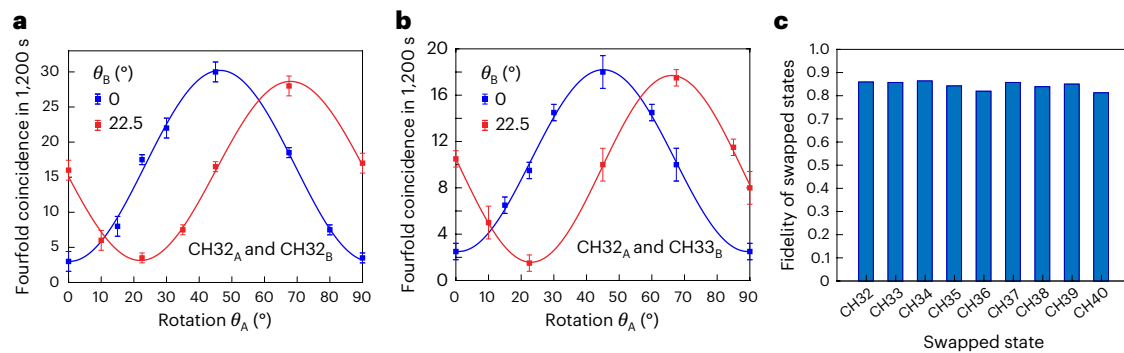 a
Fourfold coincidence in 1,200 s
30
25
20
15
10
5
0
θB (°)
0
22.5
CH32A and CH32B
0 10 20 30 40 50 60 70 80 90
Rotation θA (°)
b
Fourfold coincidence in 1,200 s
20
16
12
8
4
0
θB (°)
0
22.5
CH32A and CH33B
0 10 20 30 40 50 60 70 80 90
Rotation θA (°)
c
Fidelity of swapped states
1.0
0.9
0.8
0.7
0.6
0.5
0.4
0.3
0.2
0.1
0
CH32 CH33 CH34 CH35 CH36 CH37 CH38 CH39 CH40
Swapped state